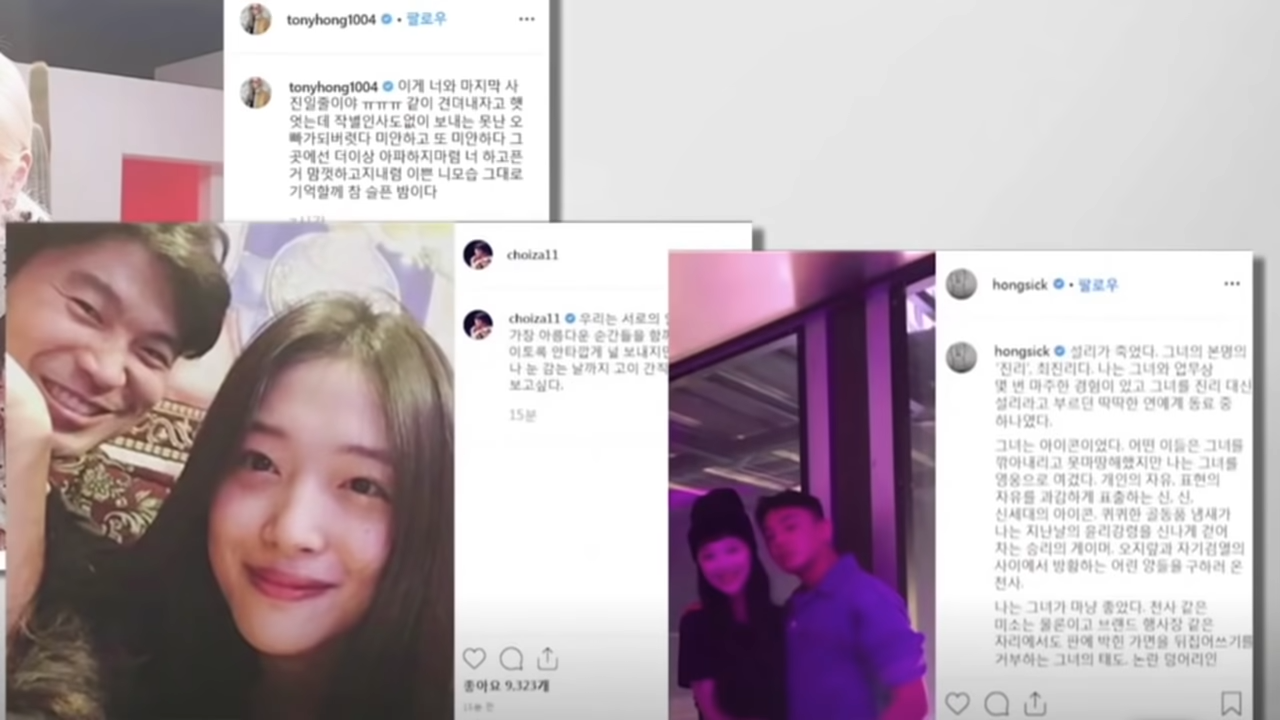 tonyhong1004 • 팔로우
tonyhong1004 이게 너와 마지막 사
진일줄이야 ㅠㅠㅠ 같이 견뎌내자고 햇
엇는데 작별인사도없이 보내는 못난 오
빠가되버렷다 미안하고 또 미안하다 그
곳에선 더이상 아파하지마렴 너 하고픈
거 맘껏하고지내렴 이쁜 니모습 그대로
기억할께 참 슬픈 밤이다
choiza11
choiza11 우리는 서로의
가장 아름다운 순간들을 함께
이토록 안타깝게 널 보내지만
나 눈 감는 날까지 고이 간직
보고싶다.
15분
좋아요 9,323개
15분 전
hongsick • 팔로우
hongsick 설리가 죽었다. 그녀의 본명의
'진리', 최진리다. 나는 그녀와 업무상
몇 번 마주한 경험이 있고 그녀를 진리 대신
설리라고 부르던 딱딱한 연예계 동료 중
하나였다.
그녀는 아이콘이었다. 어떤 이들은 그녀를
깎아내리고 못마땅해했지만 나는 그녀를
영웅으로 여겼다. 개인의 자유, 표현의
자유를 과감하게 표출하는 신, 신,
신세대의 아이콘. 퀴퀴한 골동품 냄새가
나는 지난날의 윤리강령을 신나게 걷어
차는 승리의 게이머. 오지랖과 자기검열의
사이에서 방황하는 어린 양들을 구하러 온
천사.
나는 그녀가 마냥 좋았다. 천사 같은
미소는 물론이고 브랜드 행사장 같은
자리에서도 판에 박힌 가면을 뒤집어쓰기를
거부하는 그녀의 태도. 논란 덩어리인